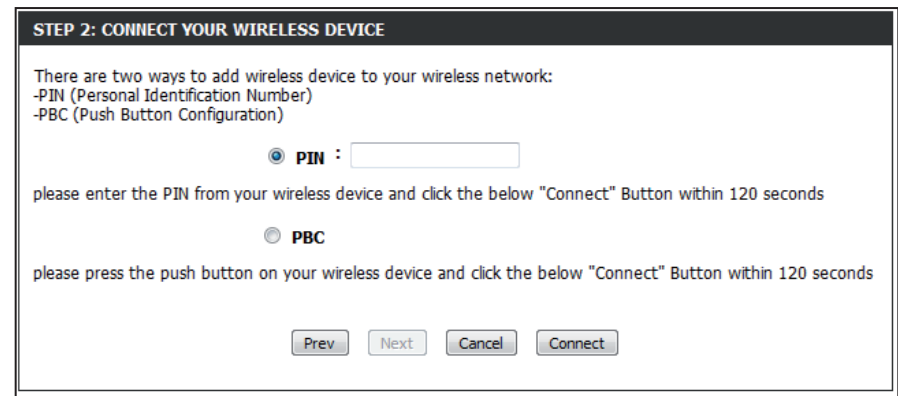 STEP 2: CONNECT YOUR WIRELESS DEVICE
There are two ways to add wireless device to your wireless network:
-PIN (Personal Identification Number)
-PBC (Push Button Configuration)
PIN :
please enter the PIN from your wireless device and click the below "Connect" Button within 120 seconds
PBC
please press the push button on your wireless device and click the below "Connect" Button within 120 seconds
Prev Next Cancel Connect